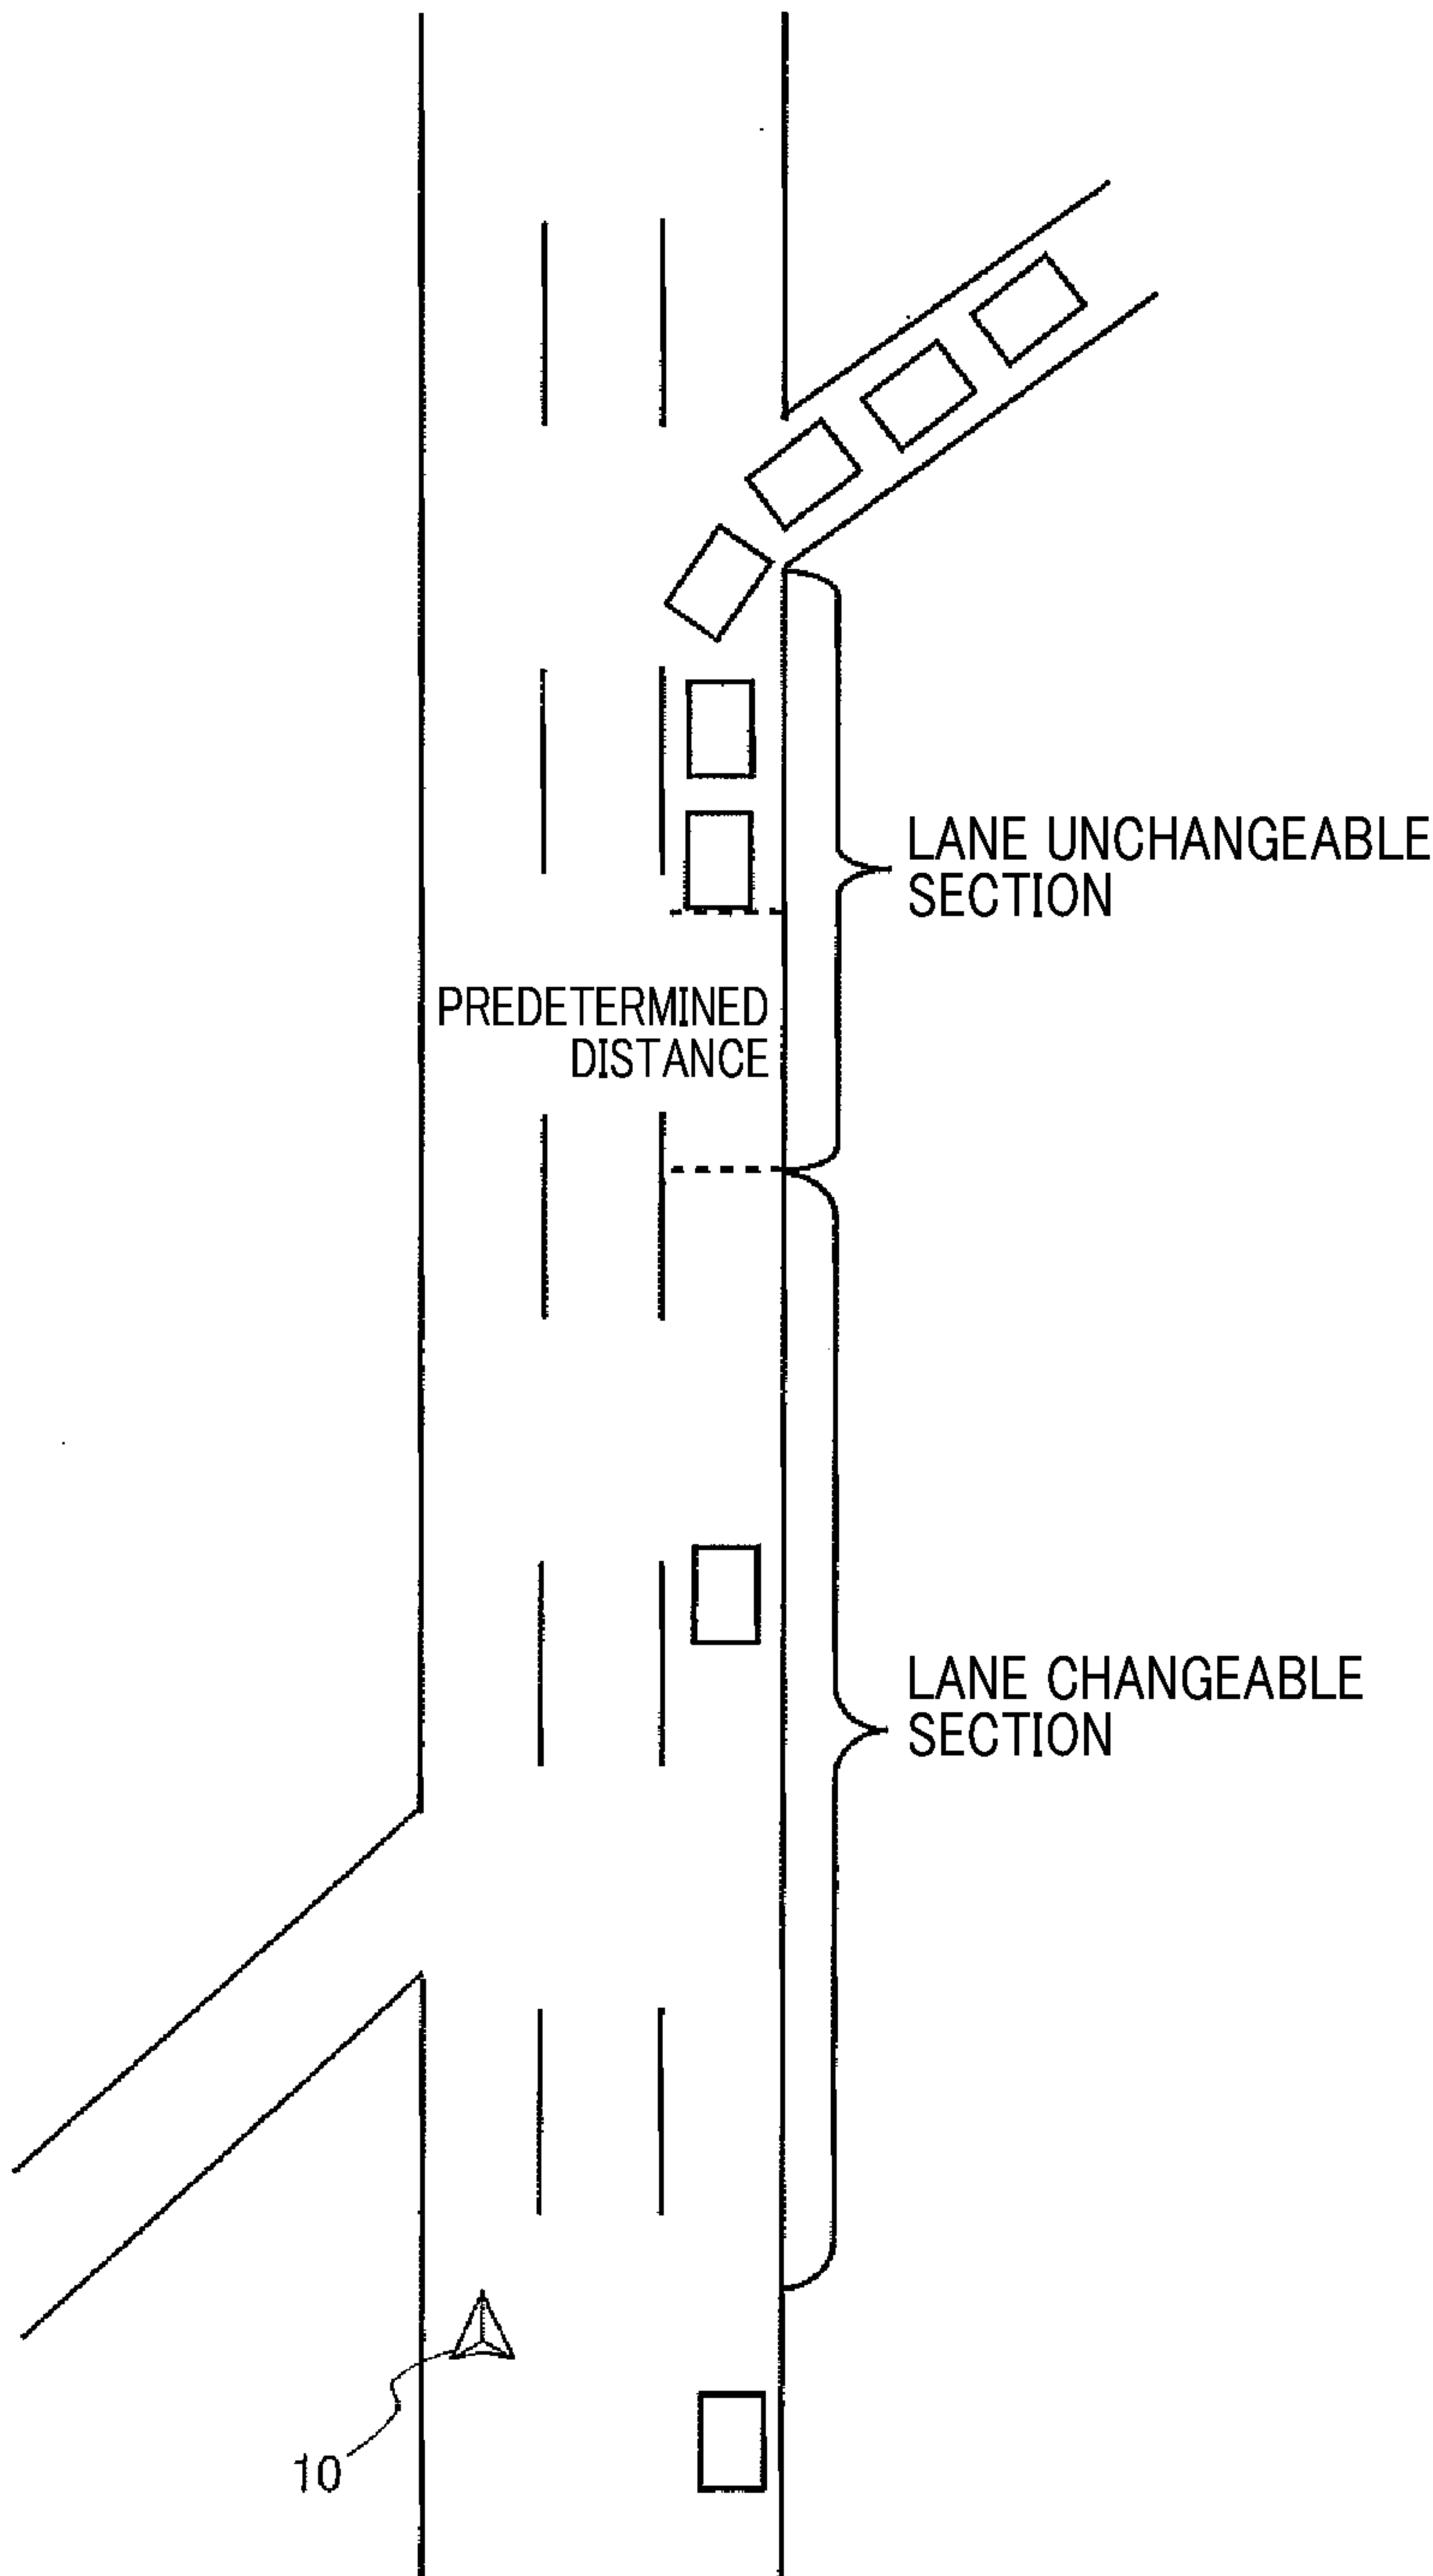 LANE UNCHANGEABLE
SECTION
PREDETERMINED
DISTANCE
LANE CHANGEABLE
SECTION
10